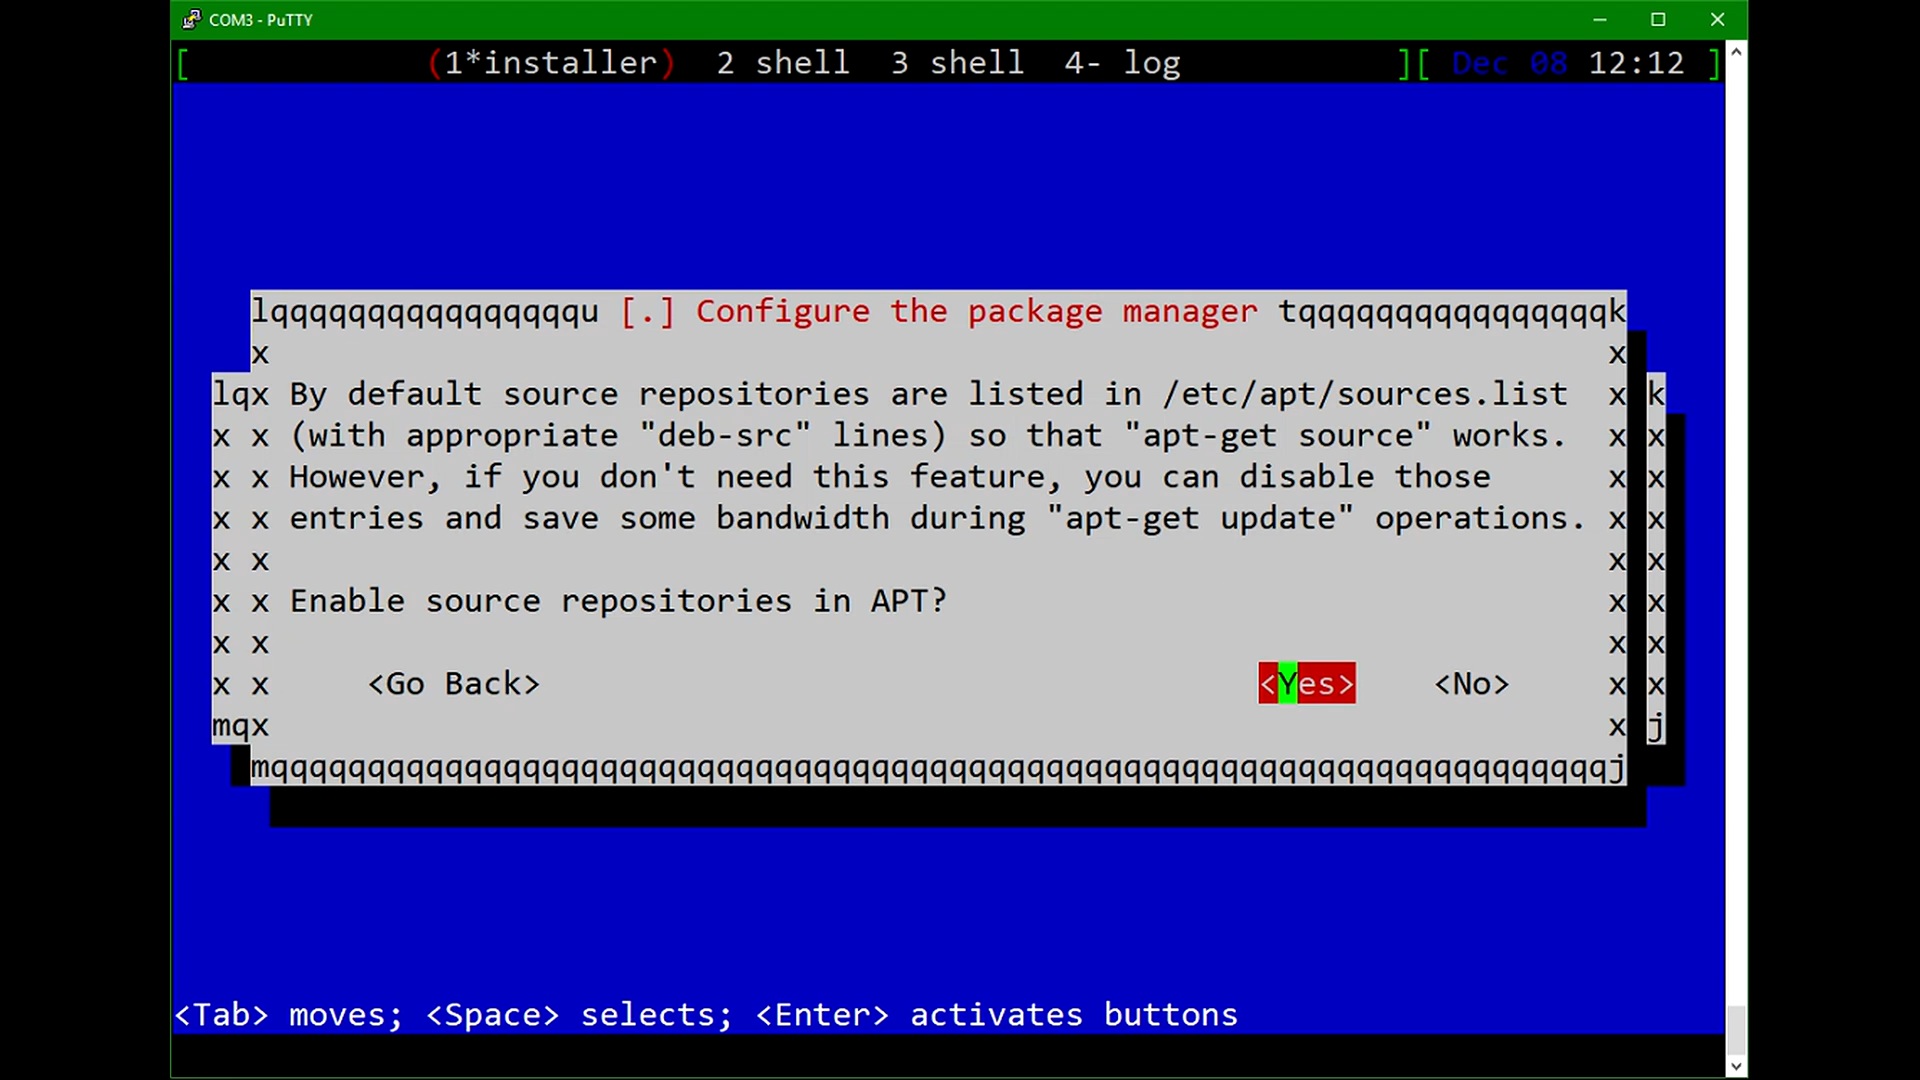 COM3 - PuTTY
[ (1*installer) 2 shell 3 shell 4- log ][ Dec 08 12:12 ]
lqqqqqqqqqqqqqqqqu [.] Configure the package manager tqqqqqqqqqqqqqqqqk
x x
lqx By default source repositories are listed in /etc/apt/sources.list x k
x x (with appropriate "deb-src" lines) so that "apt-get source" works. x x
x x However, if you don't need this feature, you can disable those x x
x x entries and save some bandwidth during "apt-get update" operations. x x
x x x x
x x Enable source repositories in APT? x x
x x x x
x x <Go Back> <Yes> <No> x x
mqx x j
mqqqqqqqqqqqqqqqqqqqqqqqqqqqqqqqqqqqqqqqqqqqqqqqqqqqqqqqqqqqqqqqqqqqqqj
<Tab> moves; <Space> selects; <Enter> activates buttons